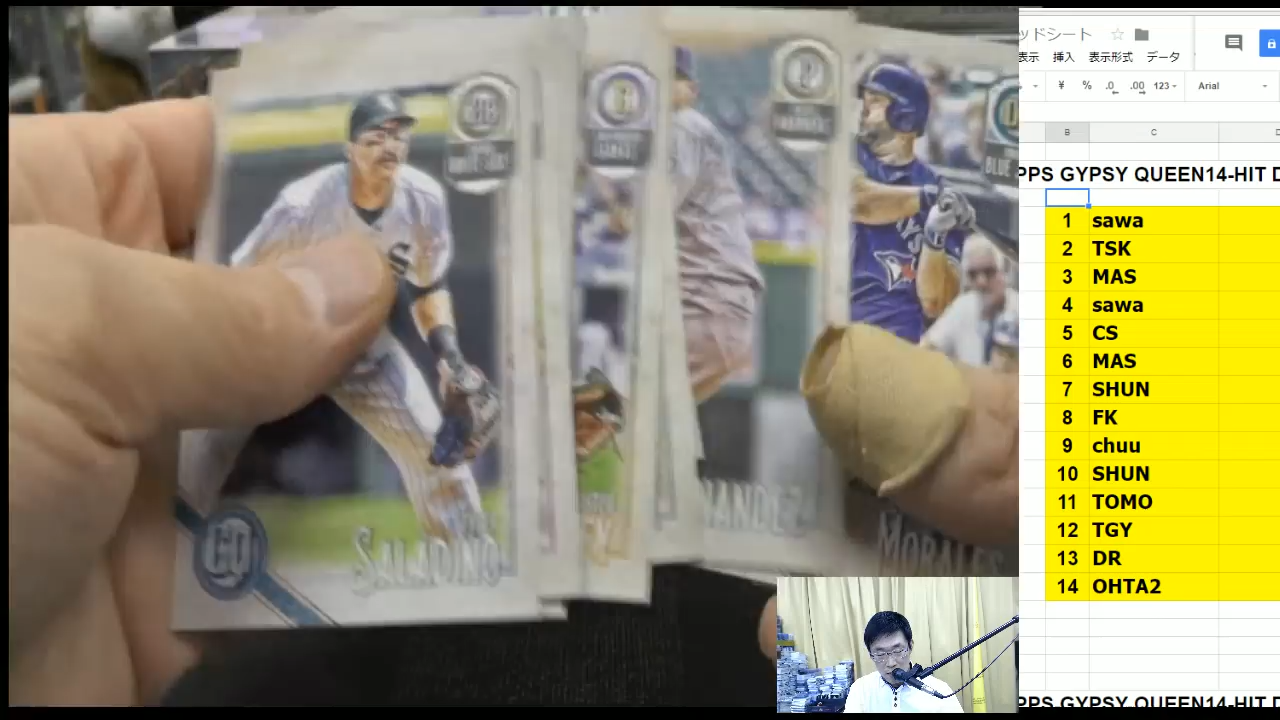 ッドシート
表示 挿入 表示形式 データ
% ¥ % .0 .00 123 Arial
B C
PPS GYPSY QUEEN14-HIT D
1 sawa
2 TSK
3 MAS
4 sawa
5 CS
6 MAS
7 SHUN
8 FK
9 chuu
10 SHUN
11 TOMO
12 TGY
13 DR
14 OHTA2
PPS GYPSY QUEEN14-HIT D
GQ
NANDEZ
MORALES
BLUE